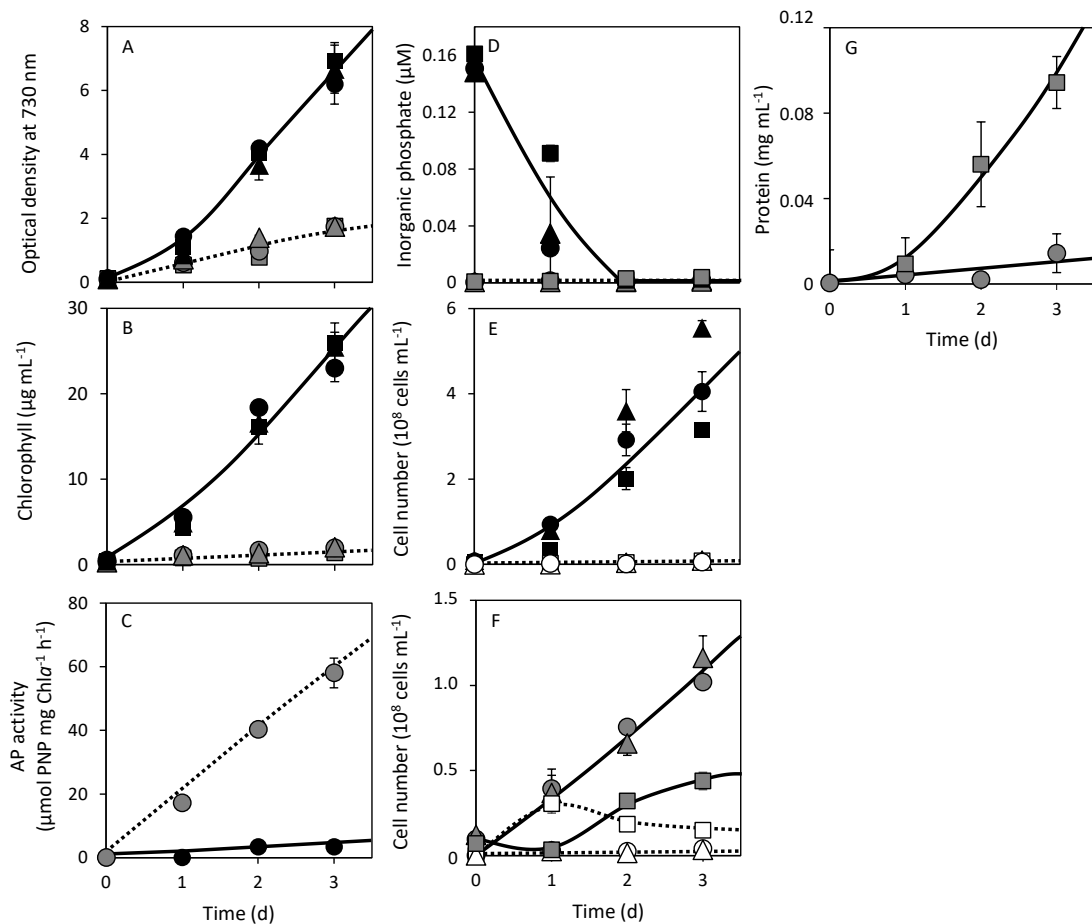 A
Optical density at 730 nm
8
6
4
2
0
B
Chlorophyll (µg mL-1)
30
20
10
0
C
AP activity
(µmol PNP mg Chla-1 h-1)
80
60
40
20
0
0 1 2 3
Time (d)
D
Inorganic phosphate (µM)
0.16
0.12
0.08
0.04
0
E
Cell number (10⁸ cells mL-1)
6
4
2
0
F
Cell number (10⁸ cells mL-1)
1.5
1.0
0.5
0
0 1 2 3
Time (d)
G
Protein (mg mL-1)
0.12
0.08
0.04
0
0 1 2 3
Time (d)